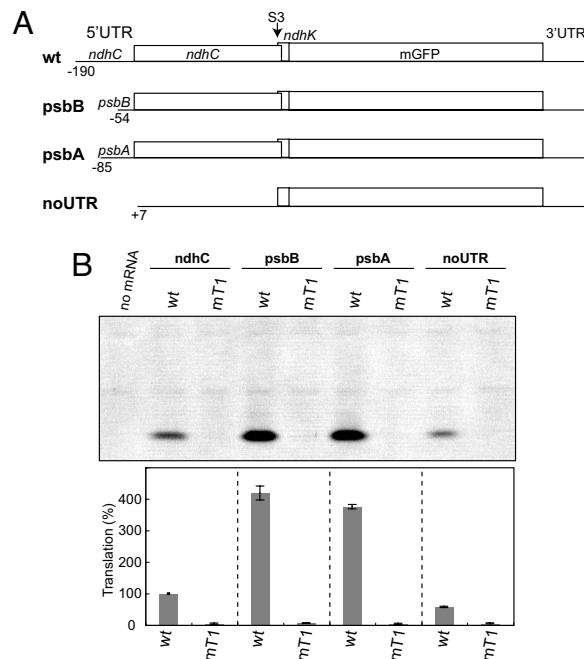 A
S3
5'UTR
ndhK
3'UTR
wt
ndhC
ndhC
mGFP
-190
psbB
psbB
-54
psbA
psbA
-85
noUTR
+7
B
ndhC psbB psbA noUTR
no mRNA wt mT1 wt mT1 wt mT1 wt mT1
Translation (%)
400
300
200
100
0
wt mT1 wt mT1 wt mT1 wt mT1